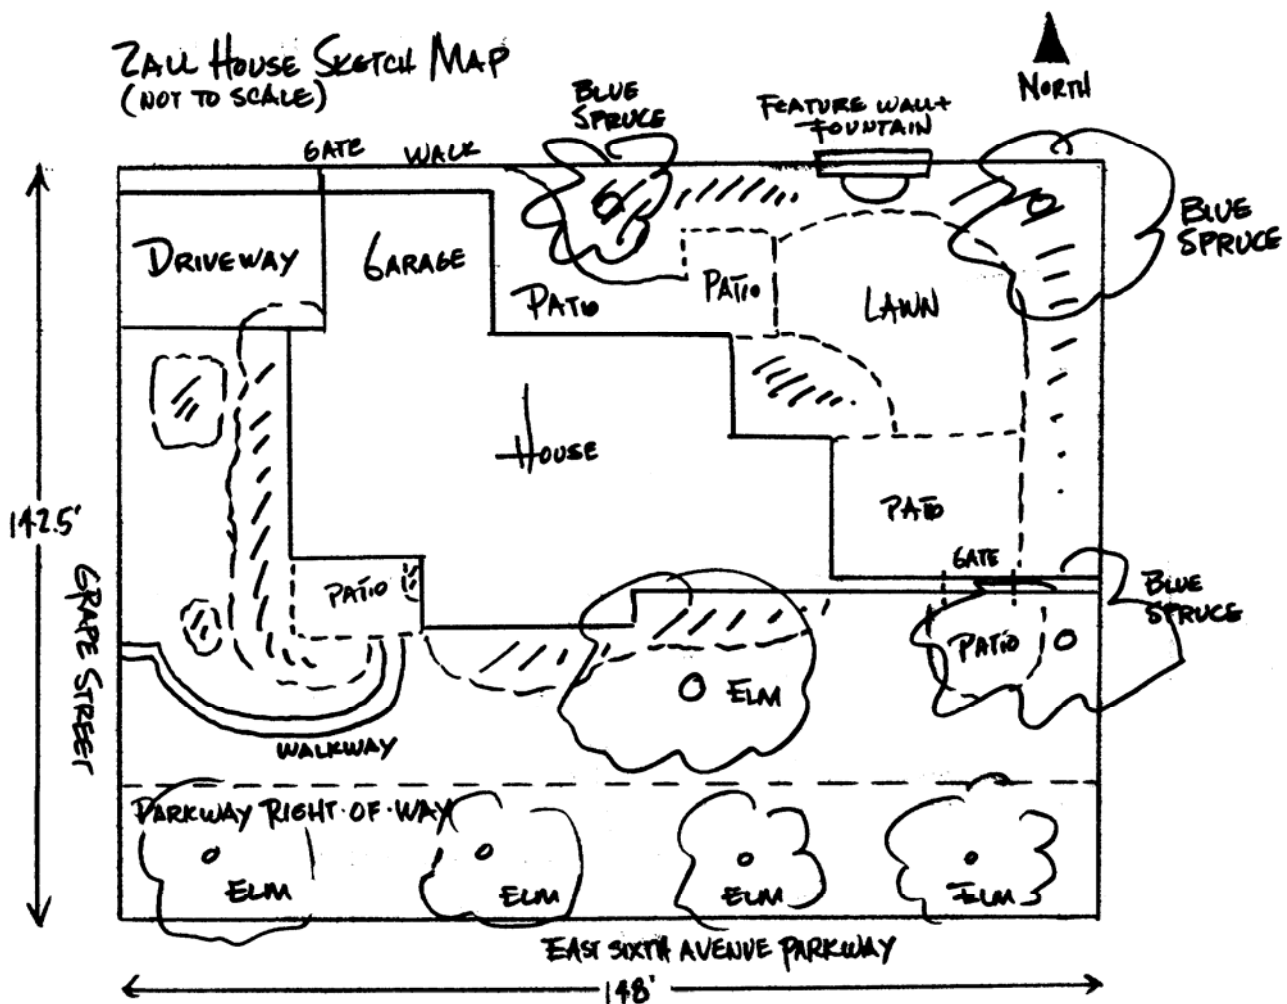 ZALL HOUSE SKETCH MAP
(NOT TO SCALE)
NORTH
BLUE
SPRUCE
FEATURE WALL +
FOUNTAIN
GATE
WALK
BLUE
SPRUCE
DRIVEWAY
GARAGE
PATIO
PATIO
LAWN
HOUSE
142.5'
PATIO
GATE
PATIO
BLUE
SPRUCE
GRAPE STREET
PATIO
ELM
WALKWAY
PARKWAY RIGHT·OF·WAY
ELM
ELM
ELM
ELM
EAST SIXTH AVENUE PARKWAY
148'